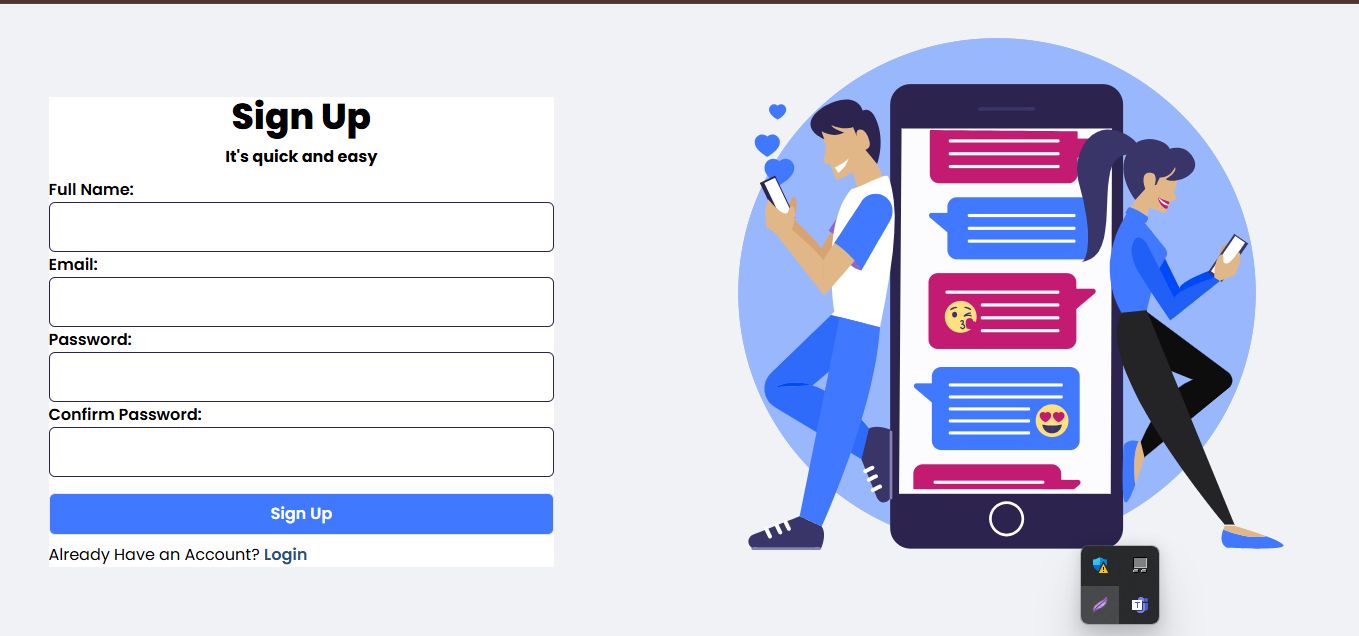 Sign Up
It's quick and easy
Full Name:
Email:
Password:
Confirm Password:
Sign Up
Already Have an Account? Login
T